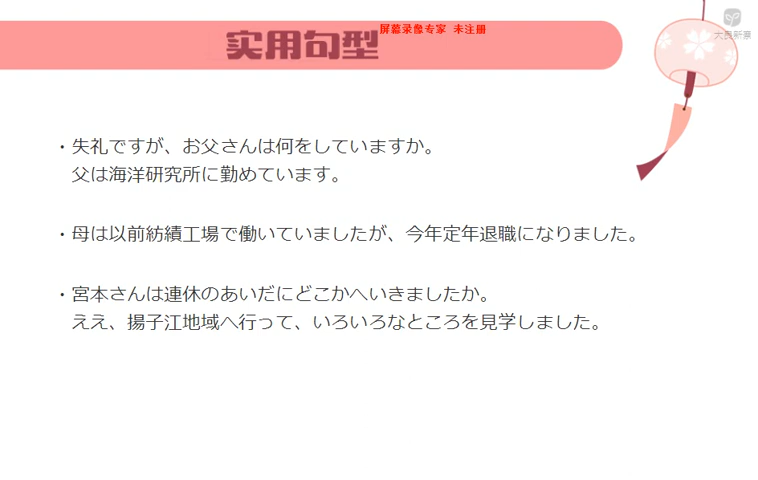 实用句型
屏幕录像专家 未注册
大良新意
・失礼ですが、お父さんは何をしていますか。
父は海洋研究所に勤めています。
・母は以前紡績工場で働いていましたが、今年定年退職になりました。
・宮本さんは連休のあいだにどこかへいきましたか。
ええ、揚子江地域へ行って、いろいろなところを見学しました。